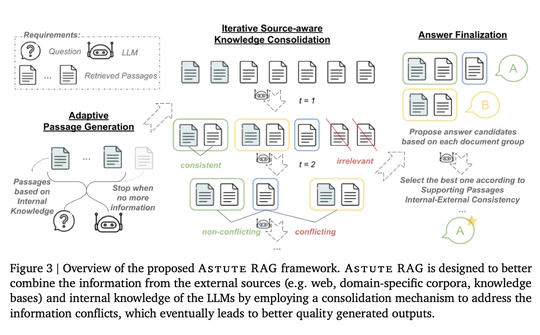 Requirements:
Question
LLM
...
Retrieved Passages
Adaptive
Passage Generation
...
Passages
based on
Internal
Knowledge
Stop when
no more
information
Iterative Source-aware
Knowledge Consolidation
t = 1
consistent
irrelevant
t = 2
non-conflicting
conflicting
...
Answer Finalization
A
B
Propose answer candidates
based on each document group
Select the best one according to
Supporting Passages
Internal-External Consistency
...
A
Figure 3 | Overview of the proposed ASTUTE RAG framework. ASTUTE RAG is designed to better
combine the information from the external sources (e.g. web, domain-specific corpora, knowledge
bases) and internal knowledge of the LLMs by employing a consolidation mechanism to address the
information conflicts, which eventually leads to better quality generated outputs.